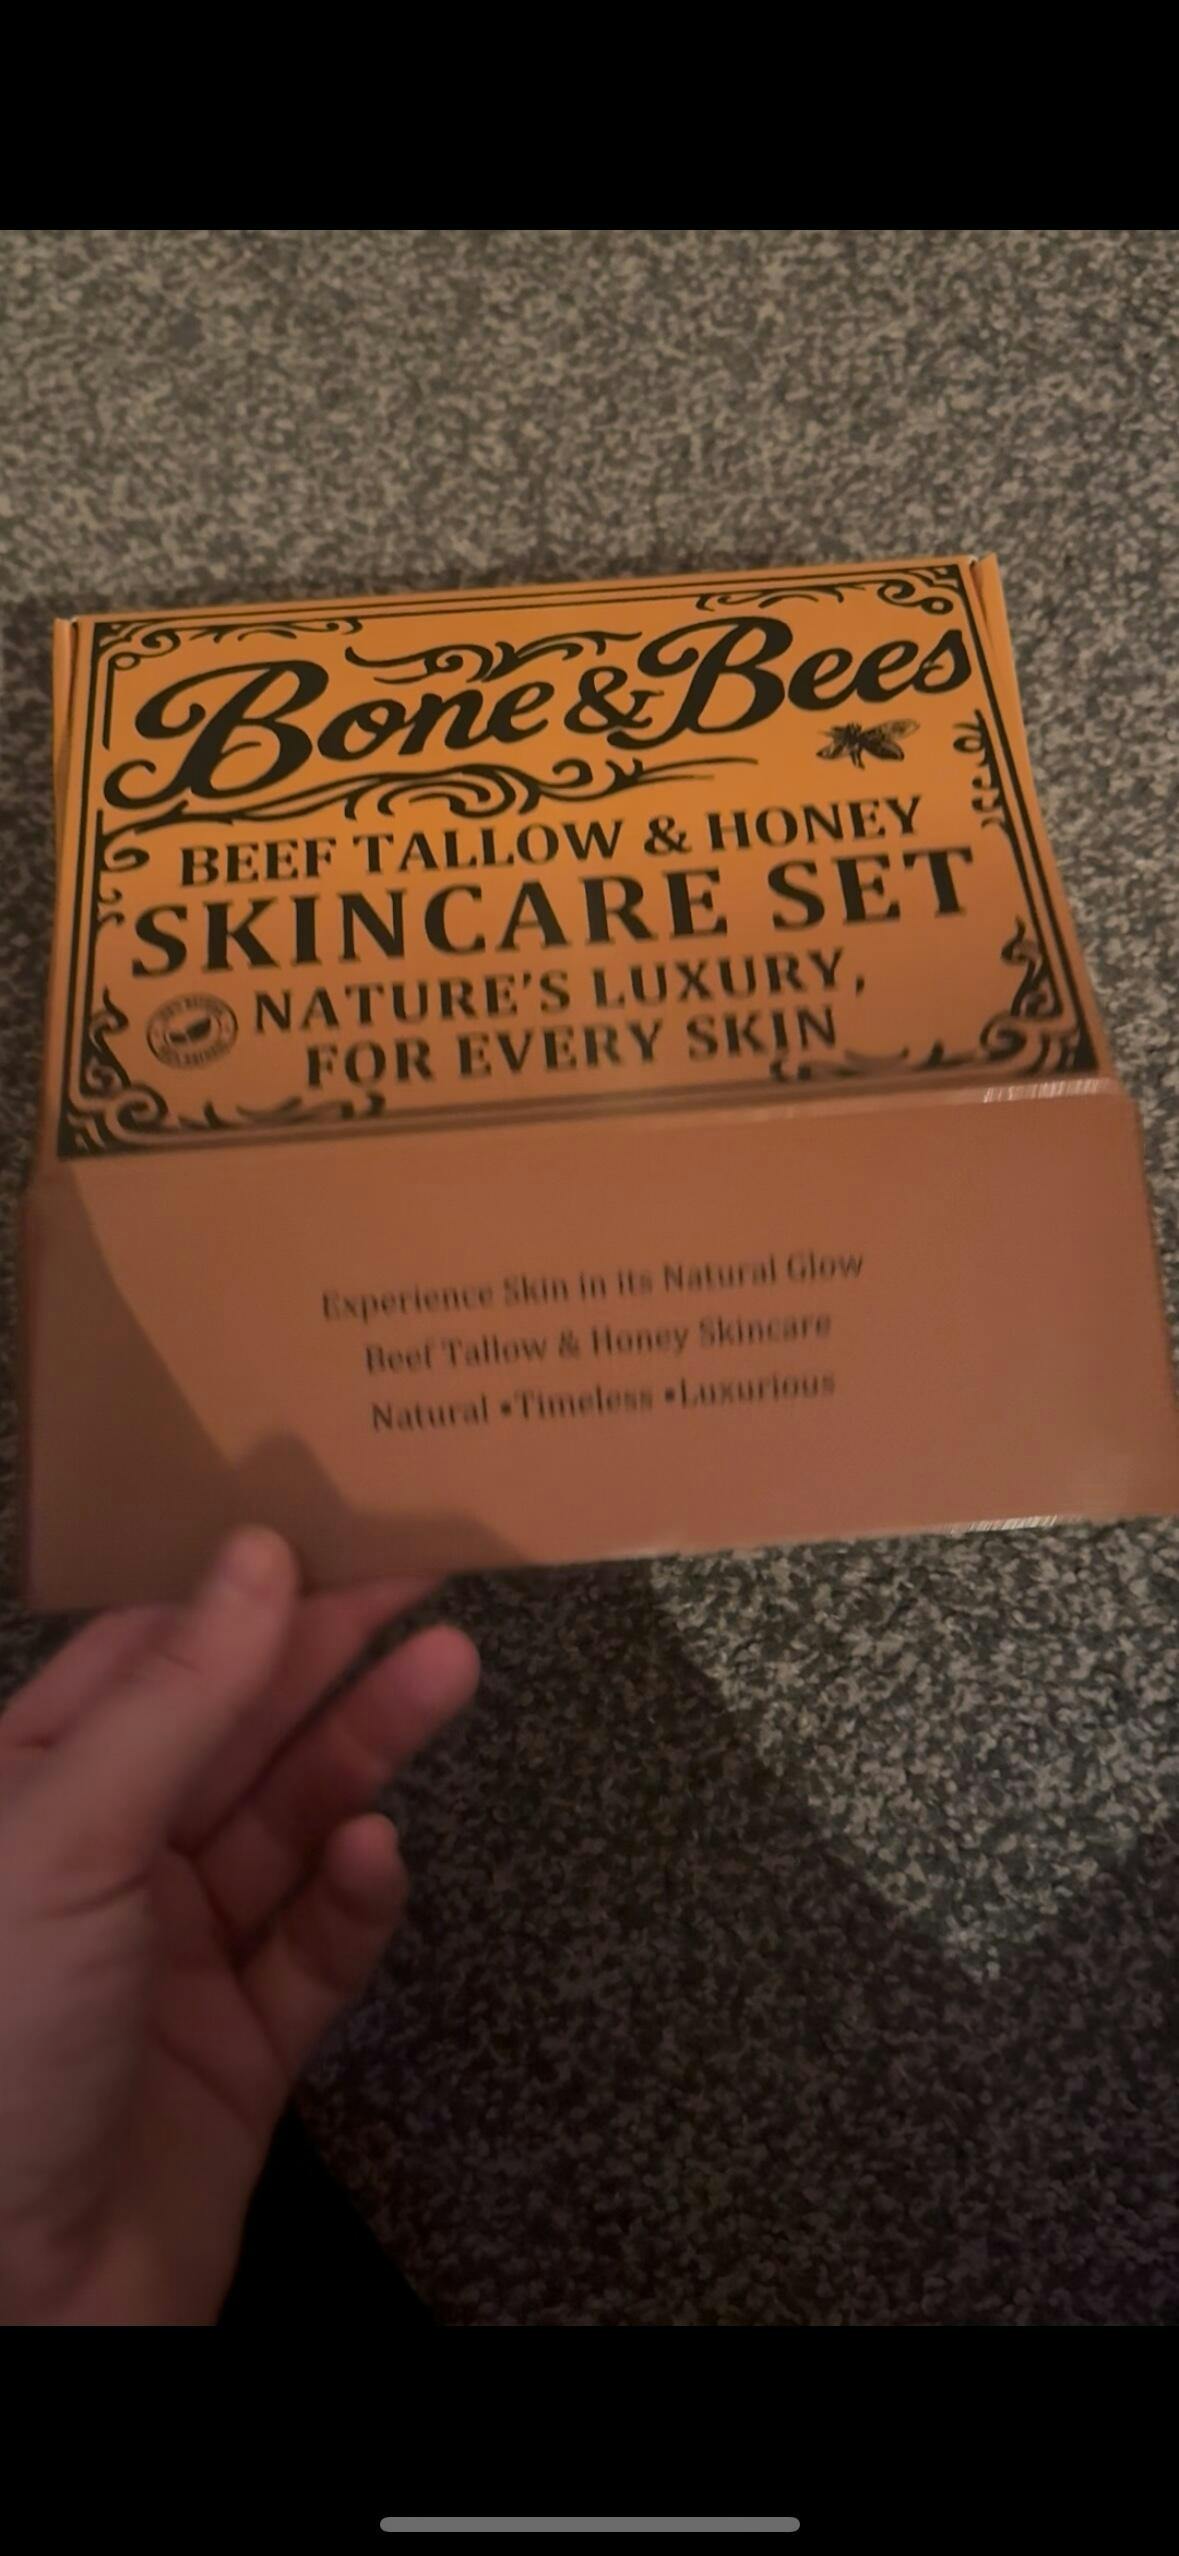 Bone & Bees
BEEF TALLOW & HONEY
SKINCARE SET
NATURE'S LUXURY,
FOR EVERY SKIN
Experience Skin in its Natural Glow
Beef Tallow & Honey Skincare
Natural •Timeless •Luxurious